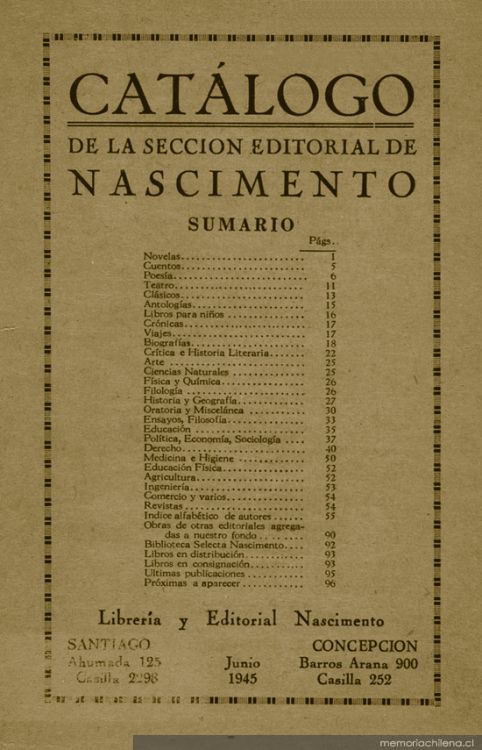 CATÁLOGO
DE LA SECCION EDITORIAL DE
NASCIMENTO
SUMARIO
Págs.
Novelas........................ 1
Cuentos........................ 5
Poesía......................... 6
Teatro......................... 11
Clásicos....................... 13
Antologías..................... 15
Libros para niños .............. 16
Crónicas....................... 17
Viajes......................... 17
Biografías..................... 18
Crítica e Historia Literaria...... 22
Arte .......................... 25
Ciencias Naturales .............. 25
Física y Química................ 26
Filología ...................... 26
Historia y Geografía............. 27
Oratoria y Miscelánea ........... 30
Ensayos, Filosofía............... 33
Educación ..................... 35
Política, Economía, Sociología .... 37
Derecho........................ 40
Medicina e Higiene ............. 50
Educación Física................ 52
Agricultura..................... 52
Ingeniería...................... 53
Comercio y varios............... 54
Revistas....................... 54
Indice alfabético de autores ...... 55
Obras de otras editoriales agrega-
das a nuestro fondo ......... 90
Biblioteca Selecta Nascimento.... 92
Libros en distribución........... 93
Libros en consignación........... 93
Ultimas publicaciones ........... 95
Próximas a aparecer............. 96
Librería y Editorial Nascimento
SANTIAGO CONCEPCION
Ahumada 125 Junio Barros Arana 900
Casilla 2298 1945 Casilla 252
memoriachilena.cl